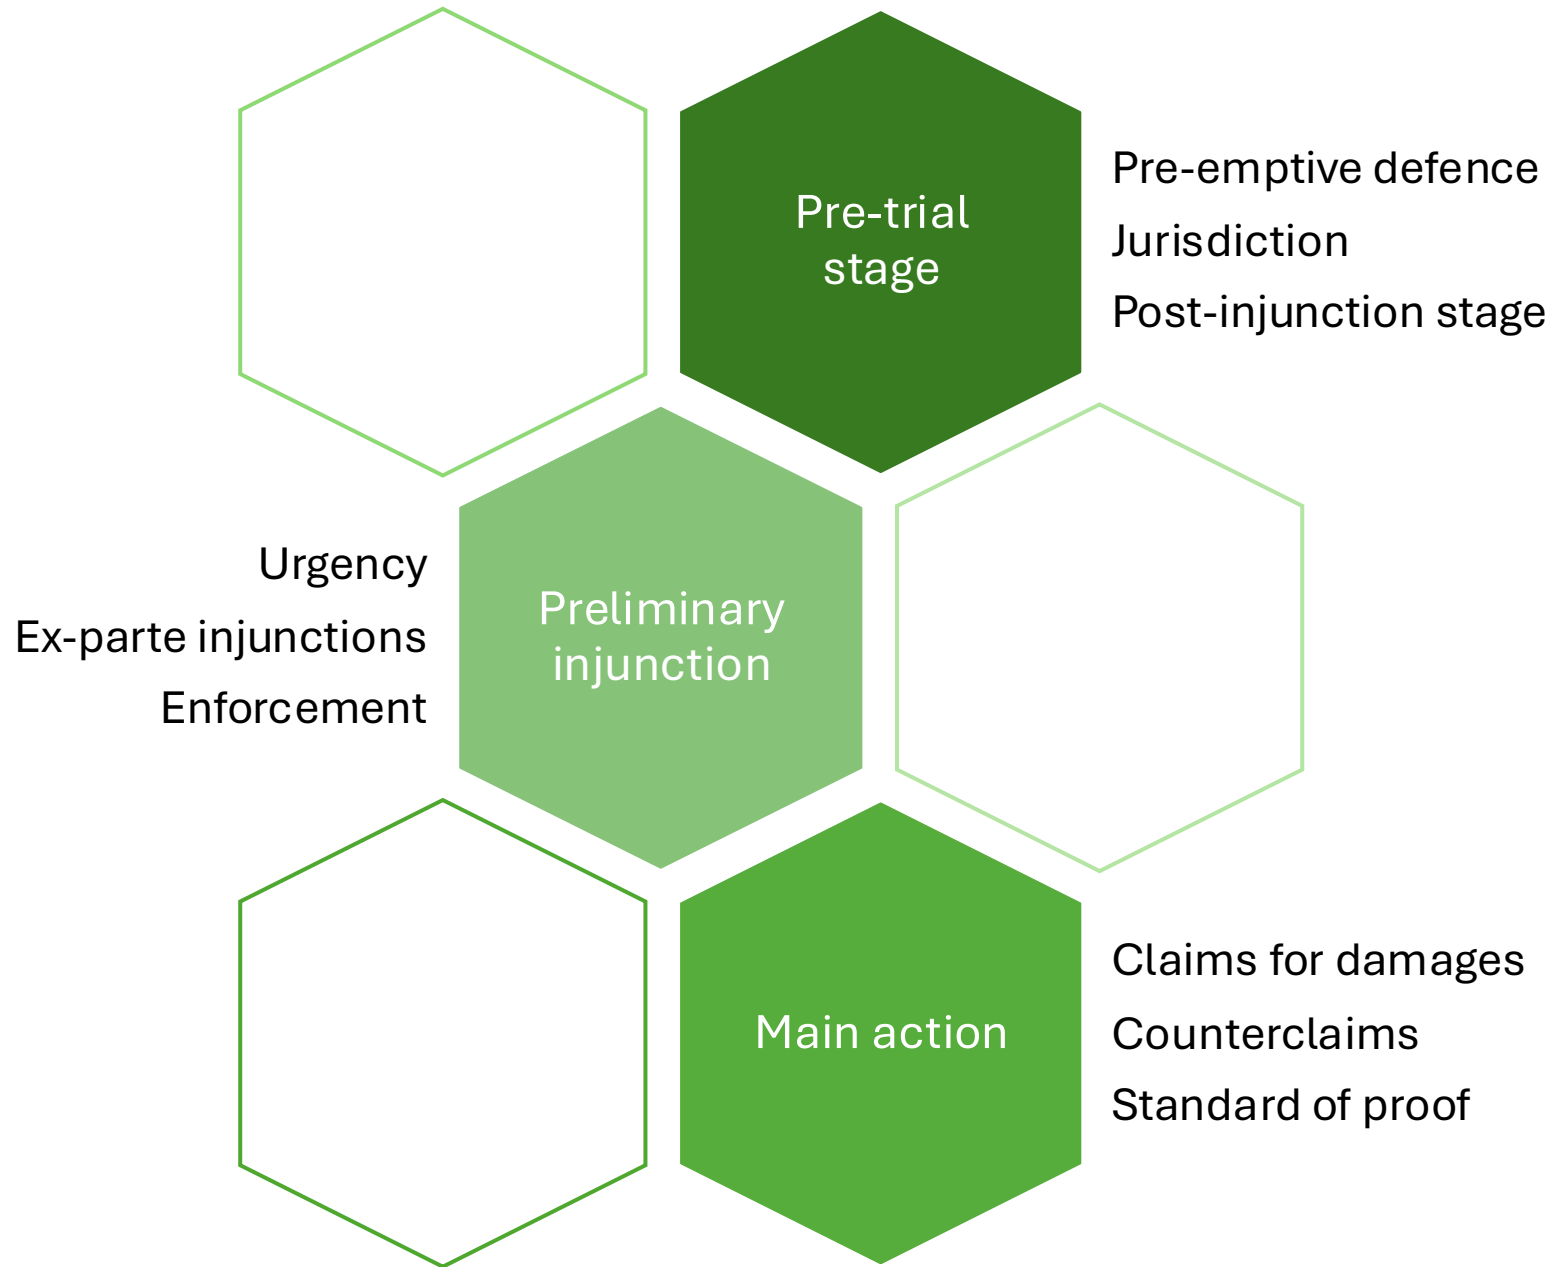 Pre-trial
stage
Pre-emptive defence
Jurisdiction
Post-injunction stage
Urgency
Ex-parte injunctions
Enforcement
Preliminary
injunction
Main action
Claims for damages
Counterclaims
Standard of proof